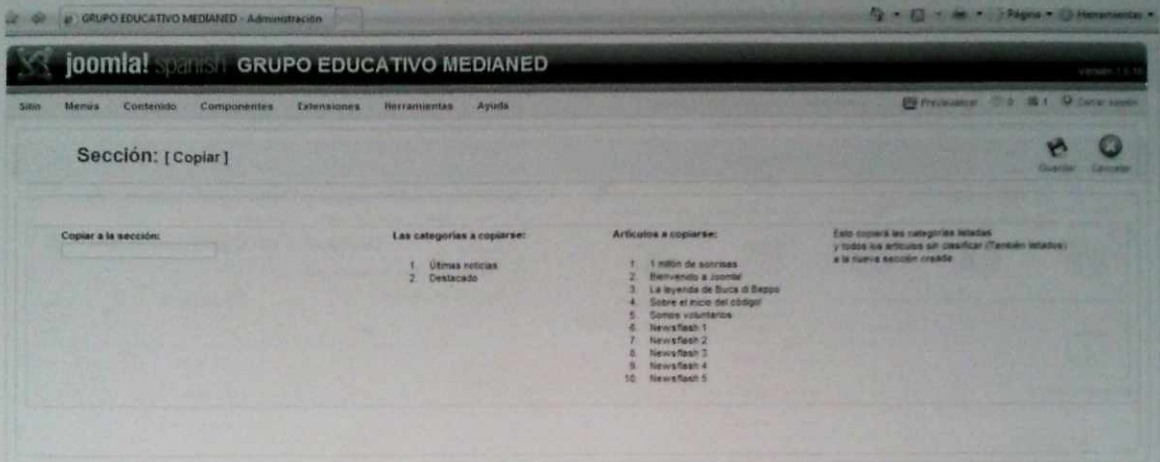 GRUPO EDUCATIVO MEDIANED - Administración
Página Herramientas
joomla! spanish GRUPO EDUCATIVO MEDIANED
Sitio Menús Contenido Componentes Extensiones Herramientas Ayuda
Previsualizar 0 1 Cerrar sesión
Sección: [ Copiar ]
Guardar Cancelar
Copiar a la sección:
Las categorías a copiarse:
1 Útimas noticias
2 Destacado
Artículos a copiarse:
1. 1 millón de sonrisas
2. Bienvenido a Joomla!
3. La leyenda de Buca di Beppo
4. Sobre el inicio del código!
5. Somos voluntarios
6. Newsflash 1
7. Newsflash 2
8. Newsflash 3
9. Newsflash 4
10. Newsflash 5
Esto copiará las categorías listadas
y todos los artículos sin clasificar (También listados)
a la nueva sección creada